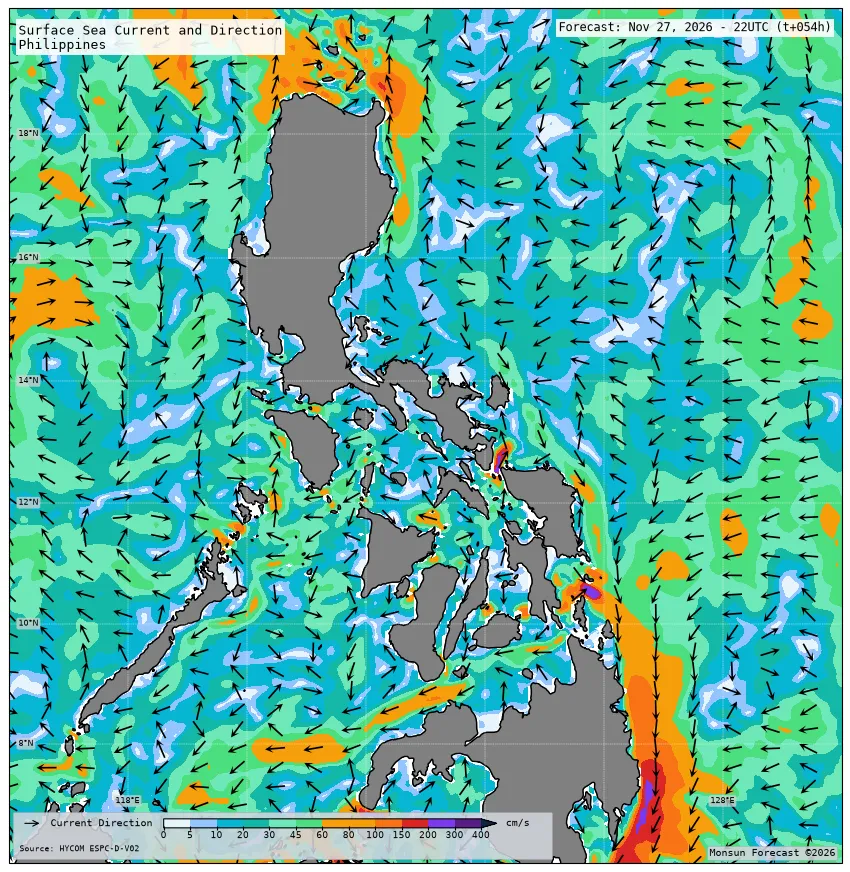 Surface Sea Current and Direction
Philippines
Forecast: Nov 27, 2026 - 22UTC (t+054h)
18°N
16°N
14°N
12°N
10°N
8°N
118°E
128°E
Current Direction
0 5 10 20 30 45 60 80 100 150 200 300 400
cm/s
Source: HYCOM ESPC-D-V02
Monsun Forecast ©2026